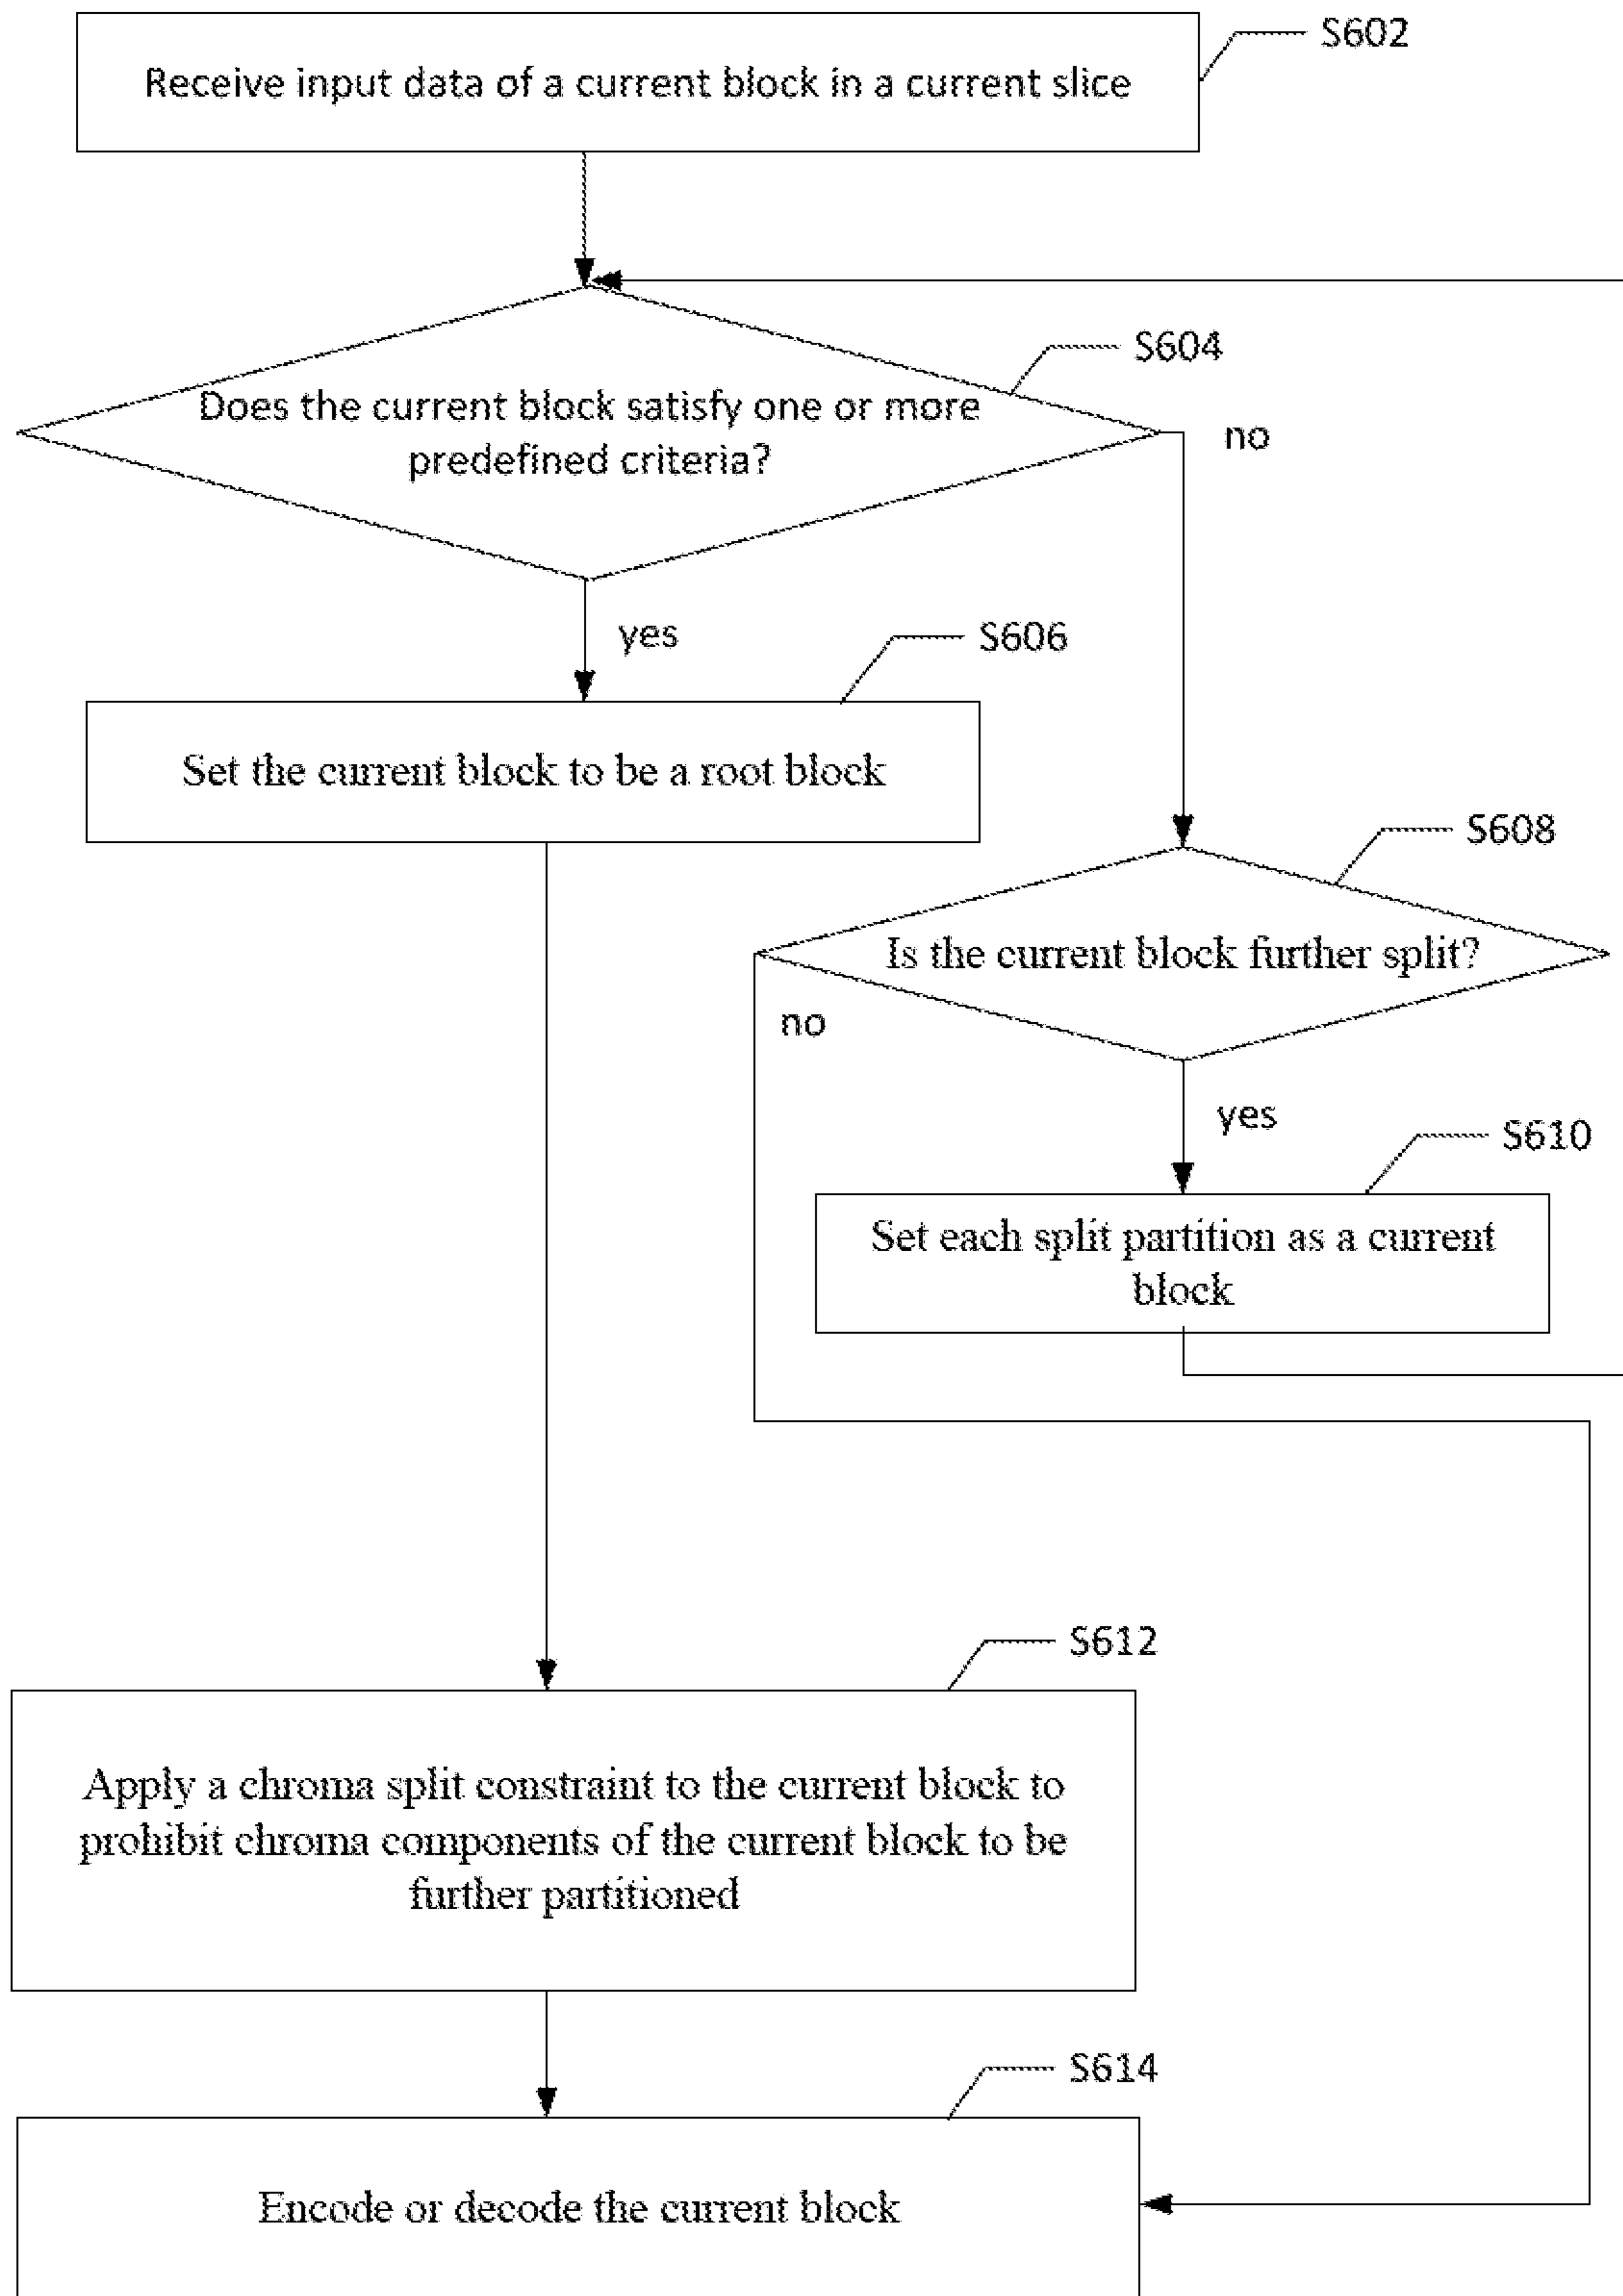 S602
Receive input data of a current block in a current slice
S604
Does the current block satisfy one or more
predefined criteria?
no
yes
S606
Set the current block to be a root block
S608
Is the current block further split?
no
yes
S610
Set each split partition as a current
block
S612
Apply a chroma split constraint to the current block to
prohibit chroma components of the current block to be
further partitioned
S614
Encode or decode the current block